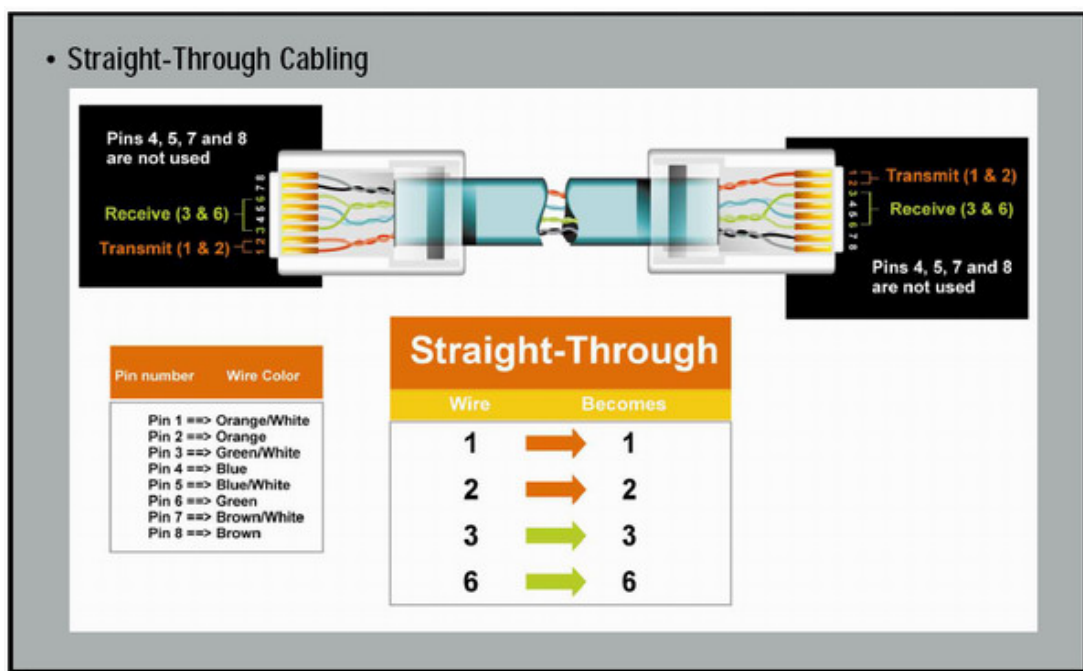 • Straight-Through Cabling
Pins 4, 5, 7 and 8
are not used
Receive (3 & 6)
Transmit (1 & 2)
1 2 3 4 5 6 7 8
Transmit (1 & 2)
Receive (3 & 6)
1 2 3 4 5 6 7 8
Pins 4, 5, 7 and 8
are not used
Pin number Wire Color
Pin 1 ==> Orange/White
Pin 2 ==> Orange
Pin 3 ==> Green/White
Pin 4 ==> Blue
Pin 5 ==> Blue/White
Pin 6 ==> Green
Pin 7 ==> Brown/White
Pin 8 ==> Brown
Straight-Through
Wire Becomes
1 1
2 2
3 3
6 6